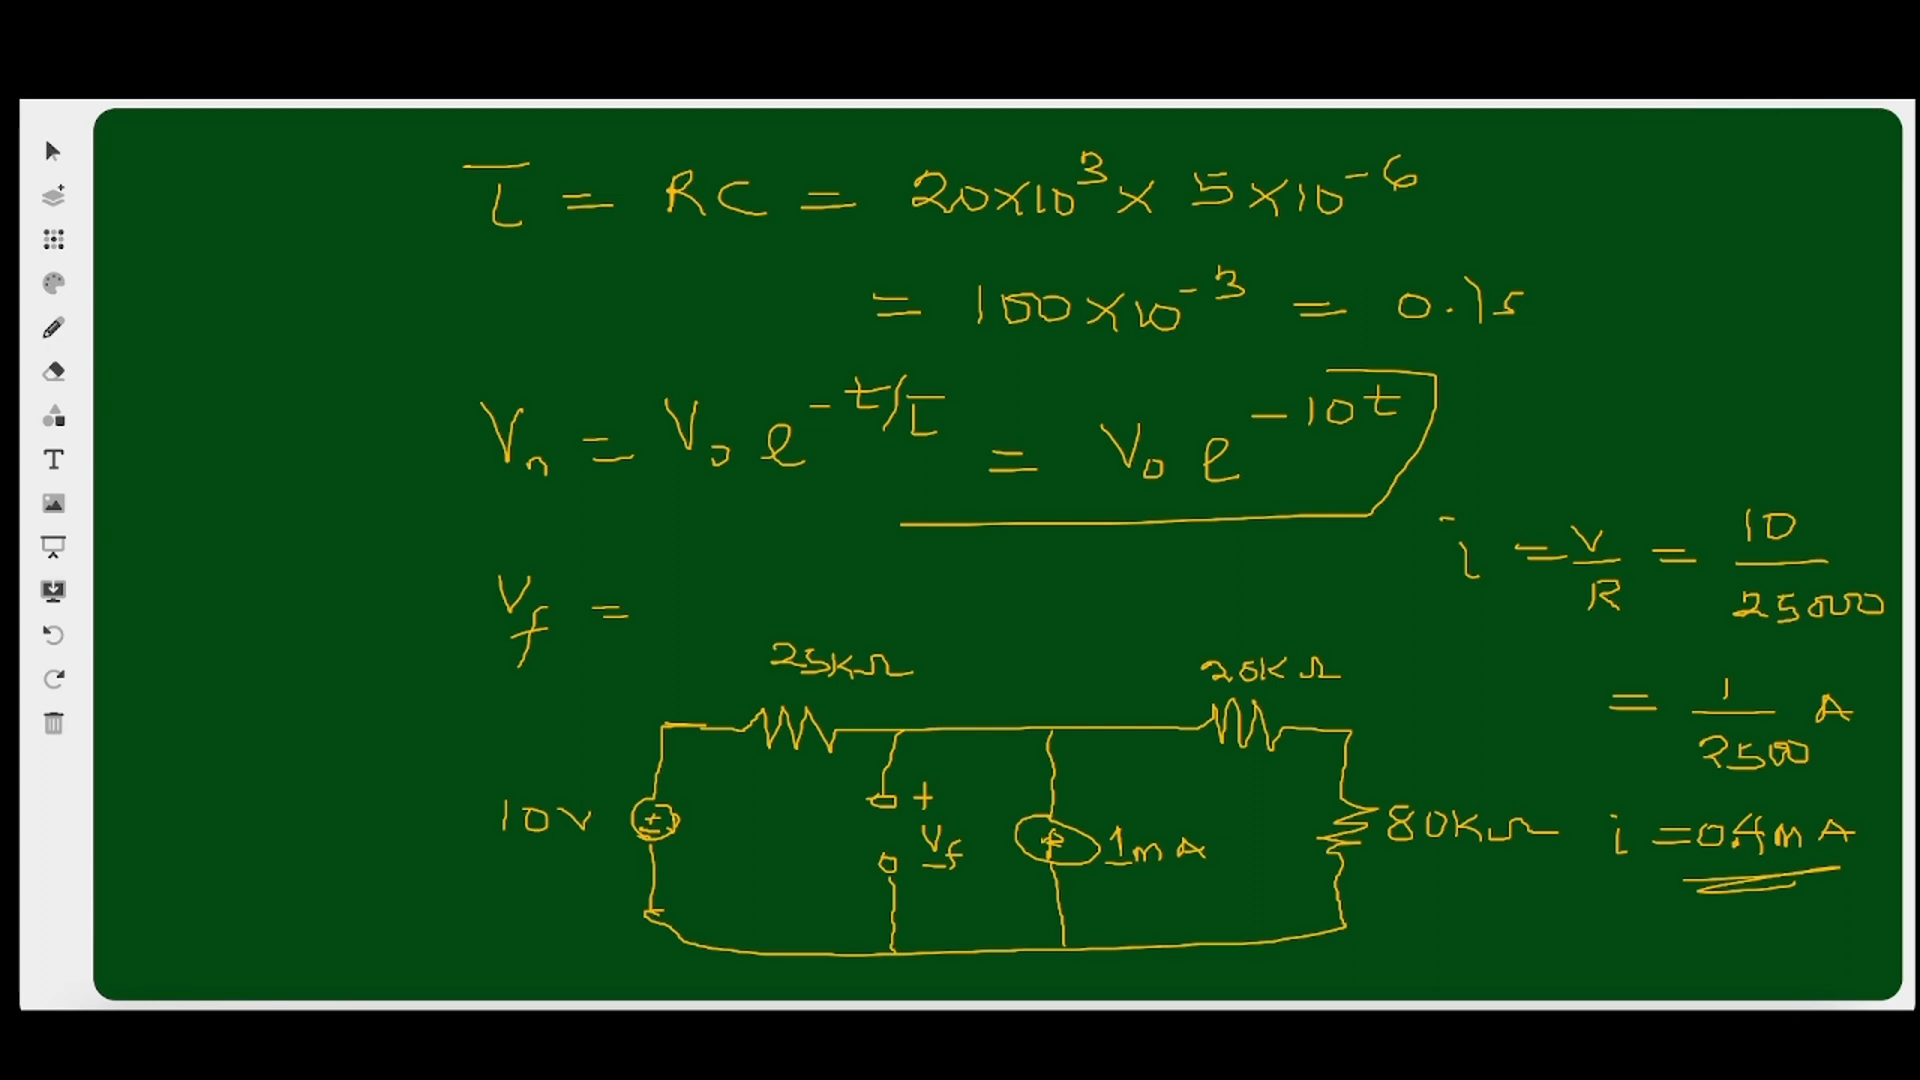 τ = RC = 20×10³ × 5×10⁻⁶
= 100×10⁻³ = 0.1s
Vn = V₀ e^(-t/τ) = V₀ e^(-10t)
i = V/R = 10/25000
Vf =
25KΩ
20KΩ
= 1/2500 A
10V
+
Vf
1mA
80KΩ
i = 0.4mA
T